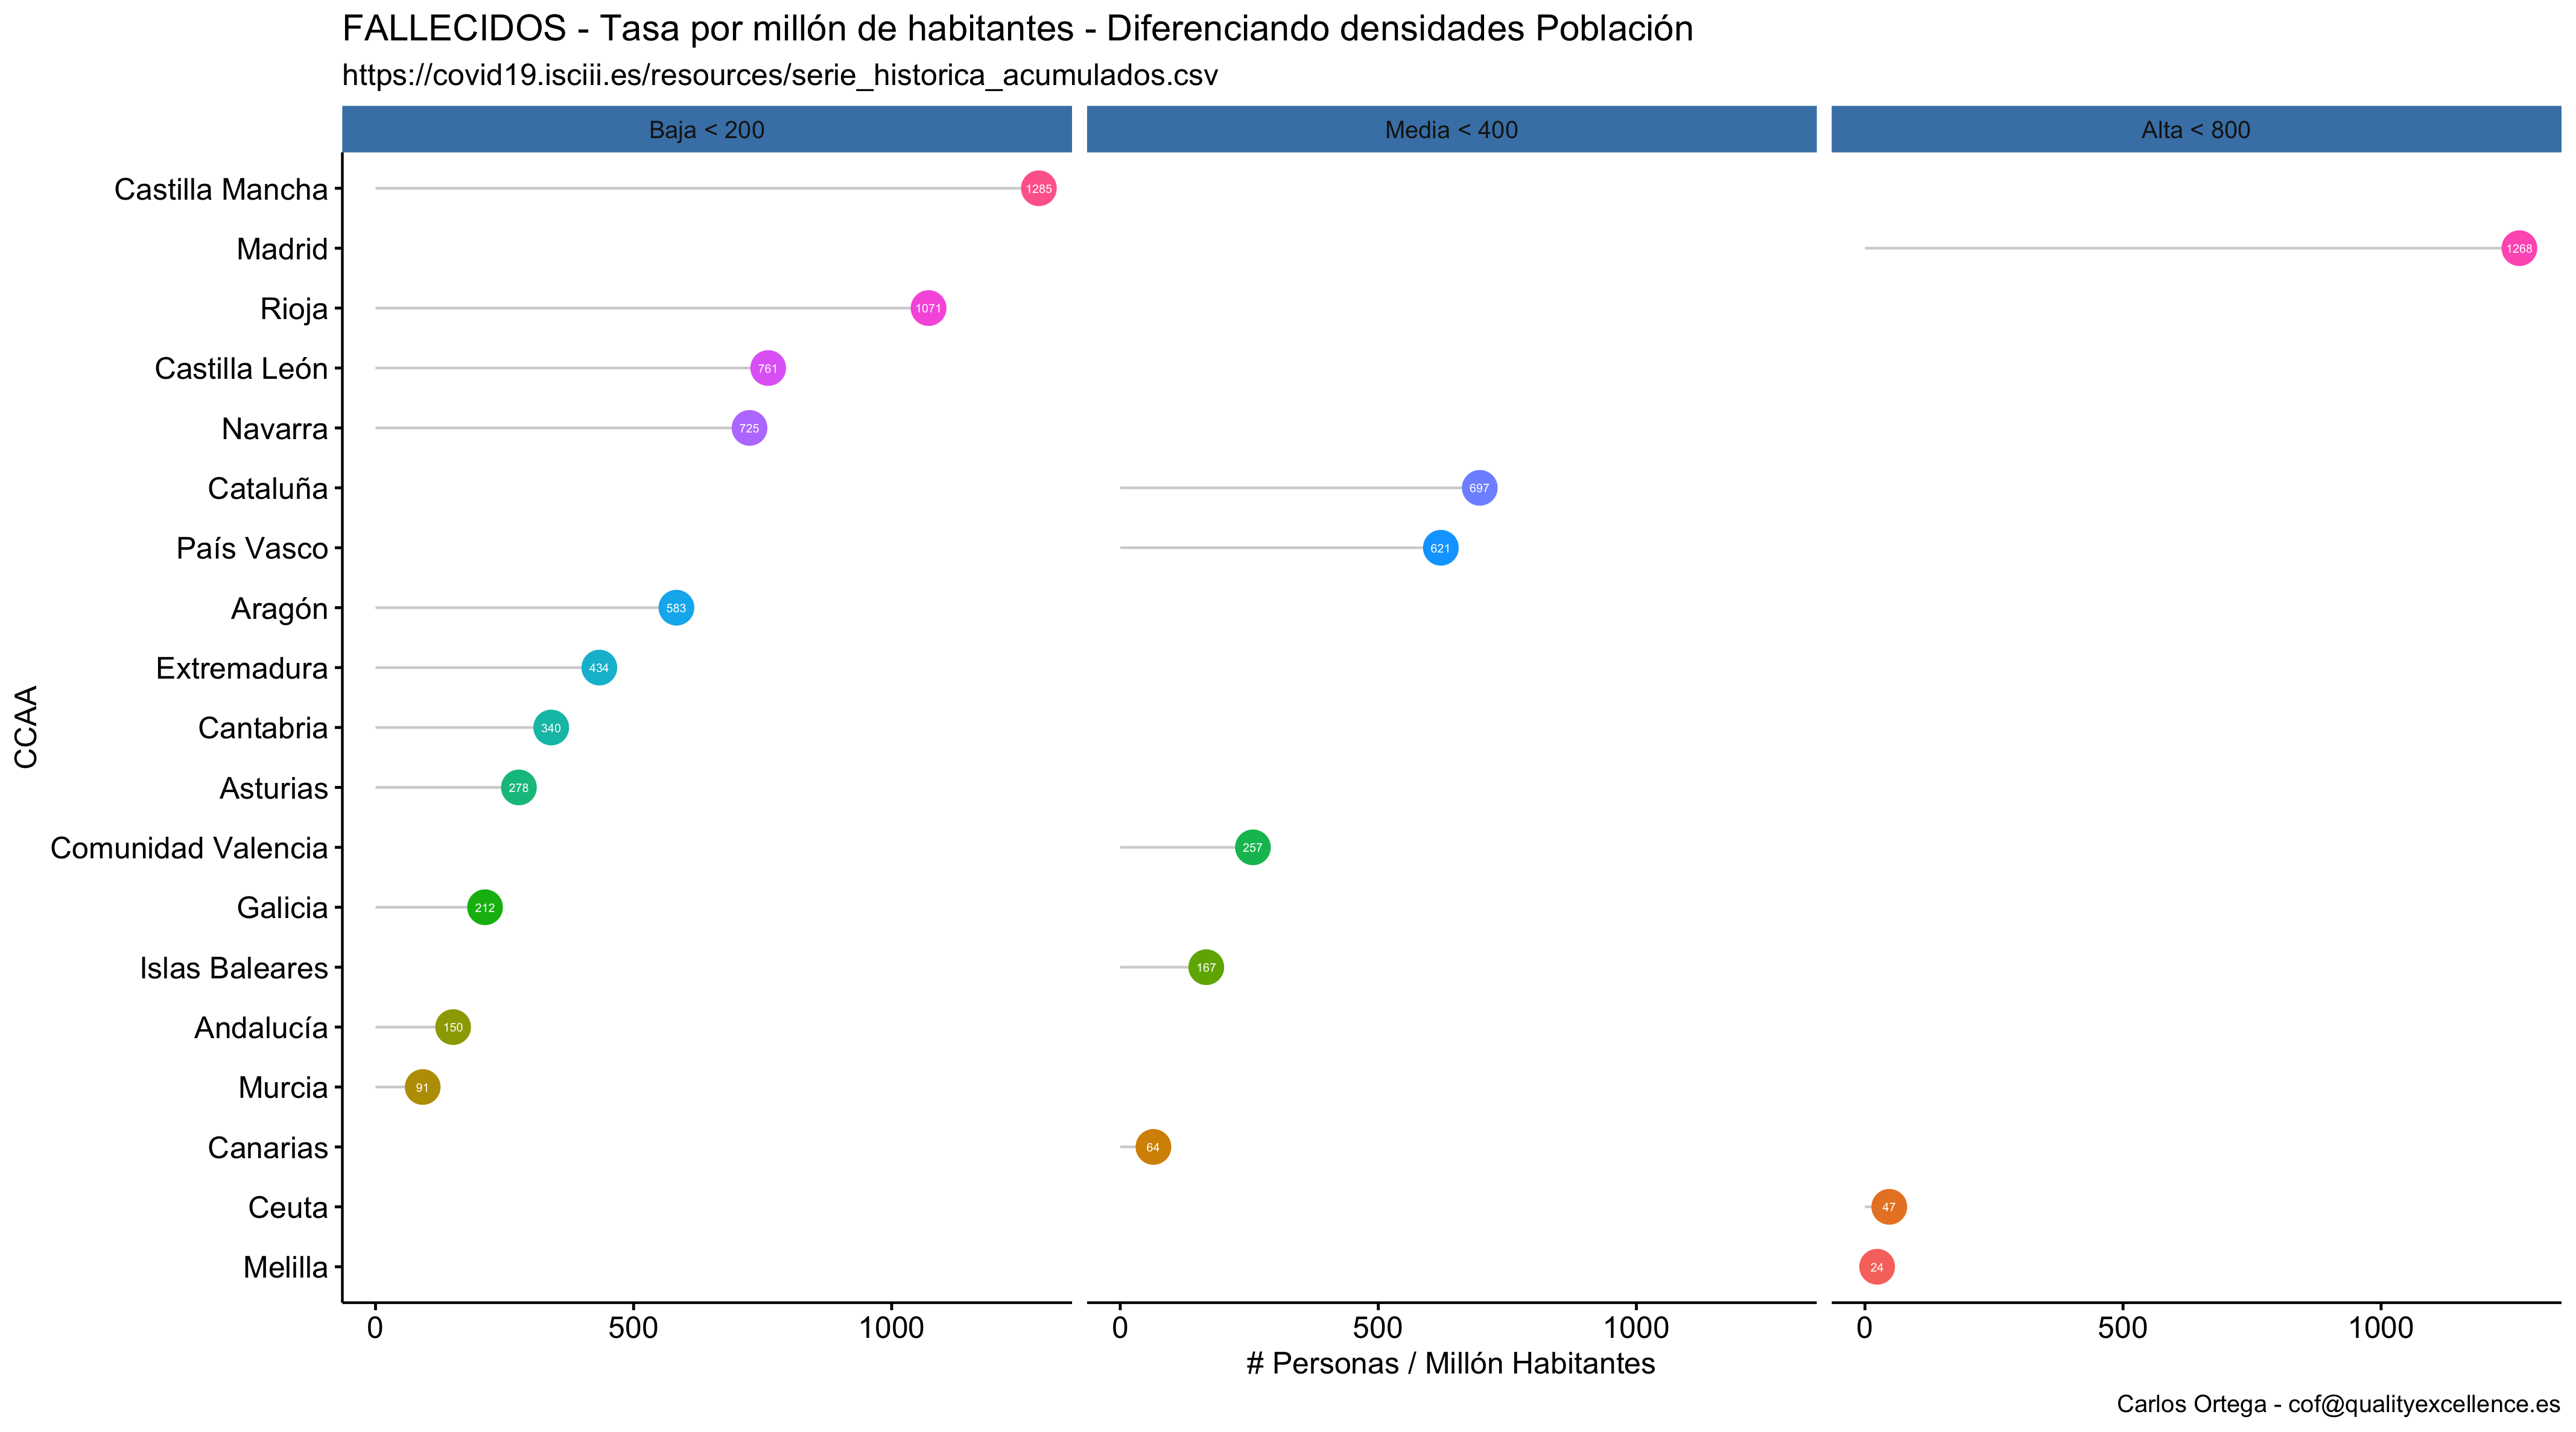 FALLECIDOS - Tasa por millón de habitantes - Diferenciando densidades Población
https://covid19.isciii.es/resources/serie_historica_acumulados.csv
Baja < 200
Media < 400
Alta < 800
CCAA
Castilla Mancha 1285
Madrid 1268
Rioja 1071
Castilla León 761
Navarra 725
Cataluña 697
País Vasco 621
Aragón 583
Extremadura 434
Cantabria 340
Asturias 278
Comunidad Valencia 257
Galicia 212
Islas Baleares 167
Andalucía 150
Murcia 91
Canarias 64
Ceuta 47
Melilla 24
0 500 1000 0 500 1000 0 500 1000
# Personas / Millón Habitantes
Carlos Ortega - cof@qualityexcellence.es